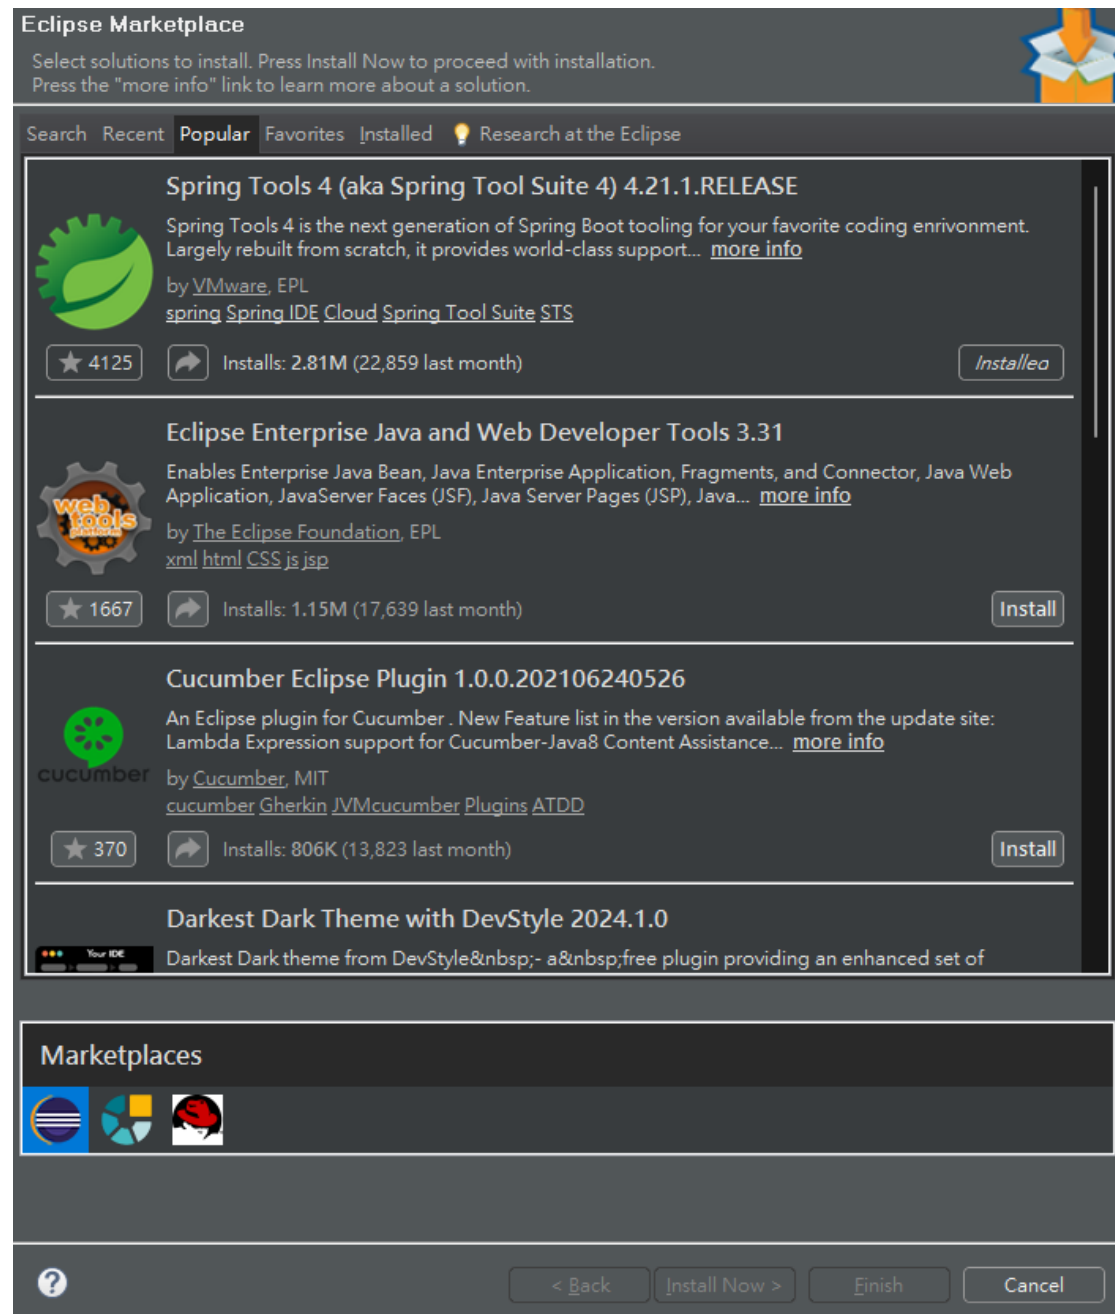 Eclipse Marketplace
Select solutions to install. Press Install Now to proceed with installation.
Press the "more info" link to learn more about a solution.
Search Recent Popular Favorites Installed Research at the Eclipse
Spring Tools 4 (aka Spring Tool Suite 4) 4.21.1.RELEASE
Spring Tools 4 is the next generation of Spring Boot tooling for your favorite coding enrivonment.
Largely rebuilt from scratch, it provides world-class support... more info
by VMware, EPL
spring Spring IDE Cloud Spring Tool Suite STS
4125 Installs: 2.81M (22,859 last month) Installed
Eclipse Enterprise Java and Web Developer Tools 3.31
Enables Enterprise Java Bean, Java Enterprise Application, Fragments, and Connector, Java Web
Application, JavaServer Faces (JSF), Java Server Pages (JSP), Java... more info
web
tools
platform
by The Eclipse Foundation, EPL
xml html CSS js jsp
1667 Installs: 1.15M (17,639 last month) Install
Cucumber Eclipse Plugin 1.0.0.202106240526
An Eclipse plugin for Cucumber . New Feature list in the version available from the update site:
Lambda Expression support for Cucumber-Java8 Content Assistance... more info
cucumber
by Cucumber, MIT
cucumber Gherkin JVMcucumber Plugins ATDD
370 Installs: 806K (13,823 last month) Install
Darkest Dark Theme with DevStyle 2024.1.0
Your IDE
Darkest Dark theme from DevStyle&nbsp;- a&nbsp;free plugin providing an enhanced set of
Marketplaces
? < Back Install Now > Finish Cancel